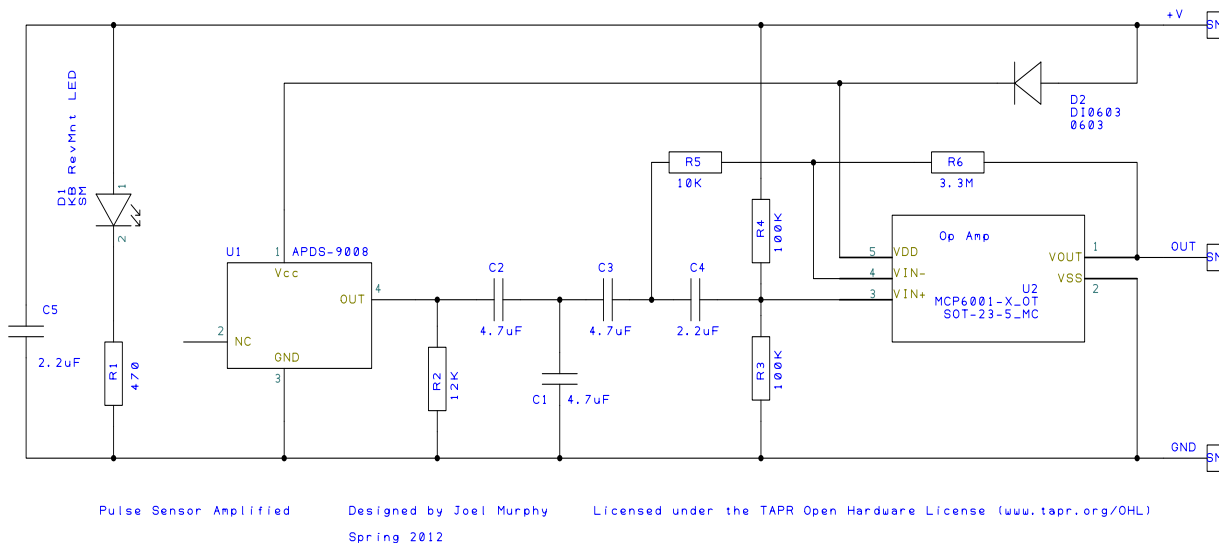 +V
SM
D2
DI0603
0603
D1
KB RevMnt LED
SM
1
2
R5
10K
R6
3.3M
R4
100K
Op Amp
5
VDD
VOUT
1
OUT
SM
4
VIN-
VSS
2
3
VIN+
U2
MCP6001-X_OT
SOT-23-5_MC
U1
1
APDS-9008
Vcc
OUT
4
2
NC
GND
3
C2
4.7uF
C3
4.7uF
C4
2.2uF
C5
2.2uF
R1
470
R2
12K
C1
4.7uF
R3
100K
GND
SM
Pulse Sensor Amplified
Designed by Joel Murphy
Licensed under the TAPR Open Hardware License (www.tapr.org/OHL)
Spring 2012